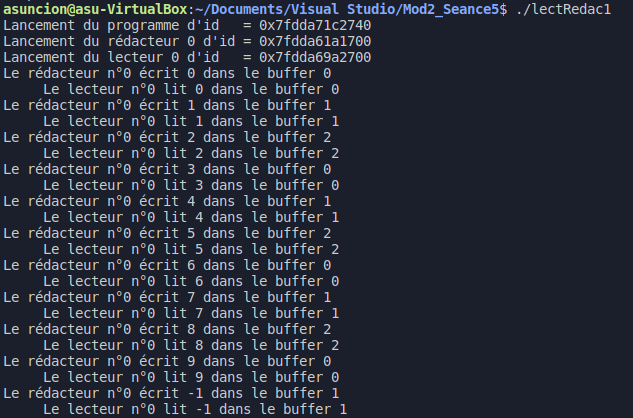 asuncion@asu-VirtualBox:~/Documents/Visual Studio/Mod2_Seance5$ ./lectRedac1
Lancement du programme d'id   = 0x7fdda71c2740
Lancement du rédacteur 0 d'id = 0x7fdda61a1700
Lancement du lecteur 0 d'id   = 0x7fdda69a2700
Le rédacteur n°0 écrit 0 dans le buffer 0
     Le lecteur n°0 lit 0 dans le buffer 0
Le rédacteur n°0 écrit 1 dans le buffer 1
     Le lecteur n°0 lit 1 dans le buffer 1
Le rédacteur n°0 écrit 2 dans le buffer 2
     Le lecteur n°0 lit 2 dans le buffer 2
Le rédacteur n°0 écrit 3 dans le buffer 0
     Le lecteur n°0 lit 3 dans le buffer 0
Le rédacteur n°0 écrit 4 dans le buffer 1
     Le lecteur n°0 lit 4 dans le buffer 1
Le rédacteur n°0 écrit 5 dans le buffer 2
     Le lecteur n°0 lit 5 dans le buffer 2
Le rédacteur n°0 écrit 6 dans le buffer 0
     Le lecteur n°0 lit 6 dans le buffer 0
Le rédacteur n°0 écrit 7 dans le buffer 1
     Le lecteur n°0 lit 7 dans le buffer 1
Le rédacteur n°0 écrit 8 dans le buffer 2
     Le lecteur n°0 lit 8 dans le buffer 2
Le rédacteur n°0 écrit 9 dans le buffer 0
     Le lecteur n°0 lit 9 dans le buffer 0
Le rédacteur n°0 écrit -1 dans le buffer 1
     Le lecteur n°0 lit -1 dans le buffer 1